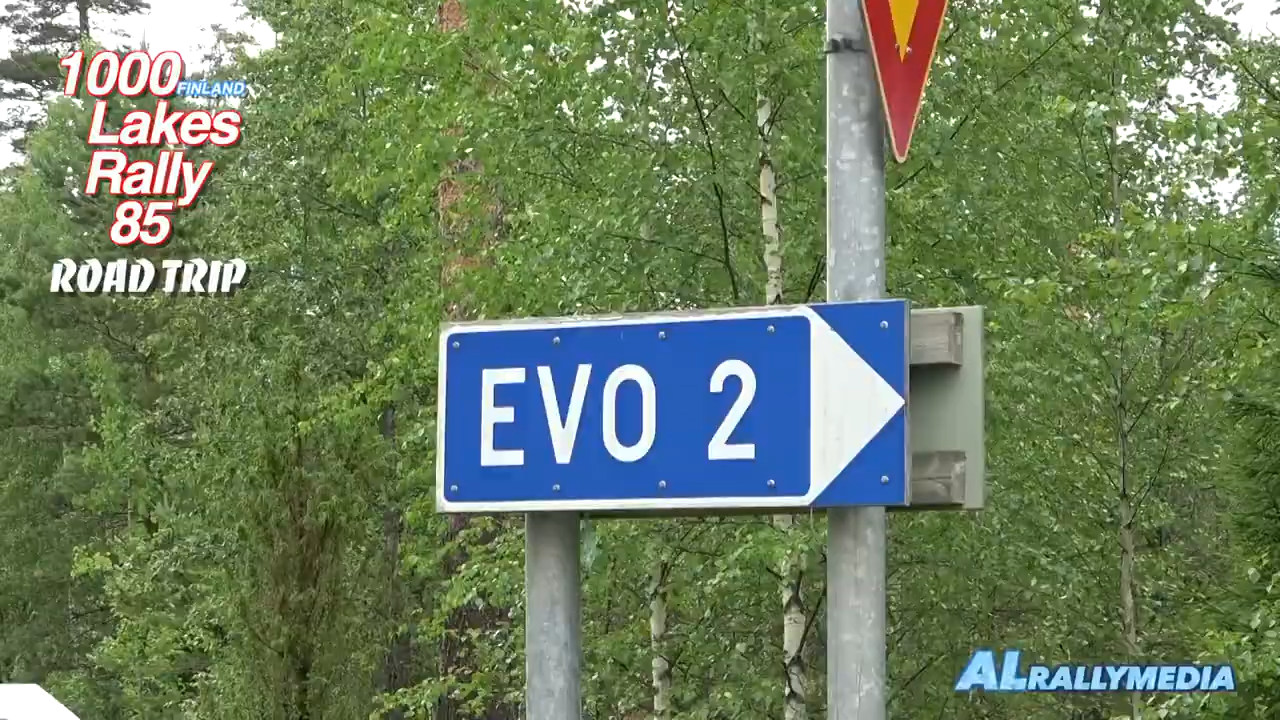 1000 FINLAND
Lakes
Rally
85
ROAD TRIP
EVO 2
ALRALLYMEDIA